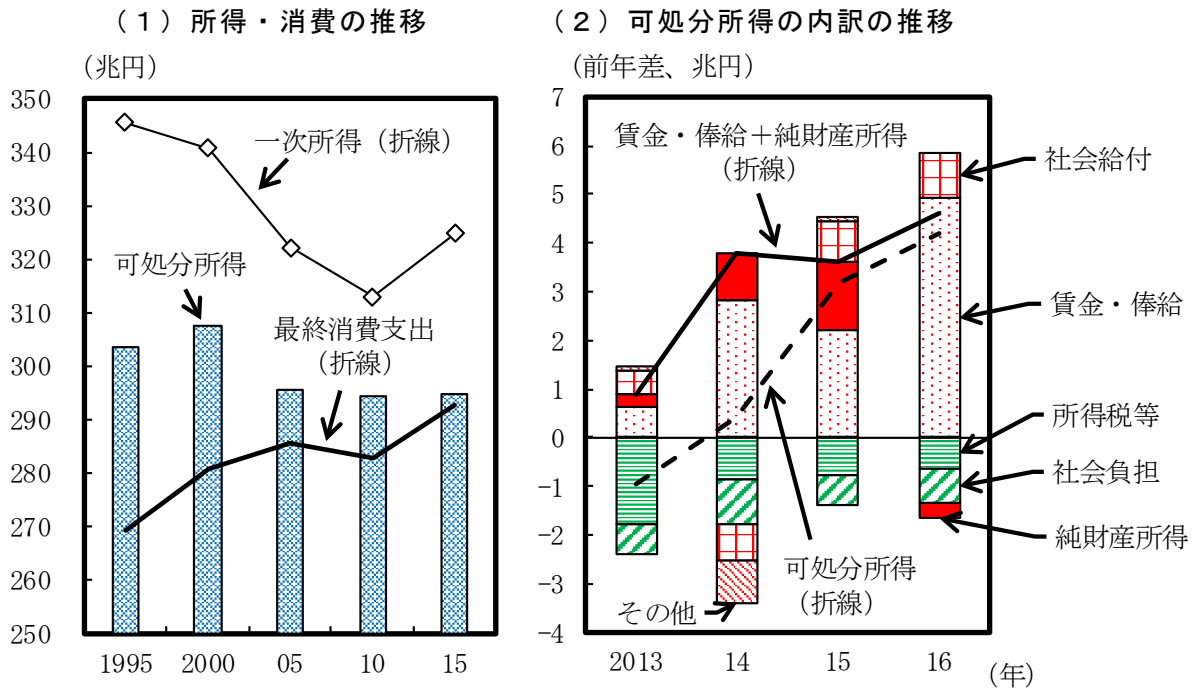 （１）所得・消費の推移
（兆円）
350
340
330
320
310
300
290
280
270
260
250
一次所得（折線）
可処分所得
最終消費支出
（折線）
1995
2000
05
10
15
（２）可処分所得の内訳の推移
（前年差、兆円）
7
6
5
4
3
2
1
0
−1
−2
−3
−4
賃金・俸給＋純財産所得
（折線）
社会給付
賃金・俸給
所得税等
社会負担
純財産所得
可処分所得
（折線）
その他
2013
14
15
16
（年）